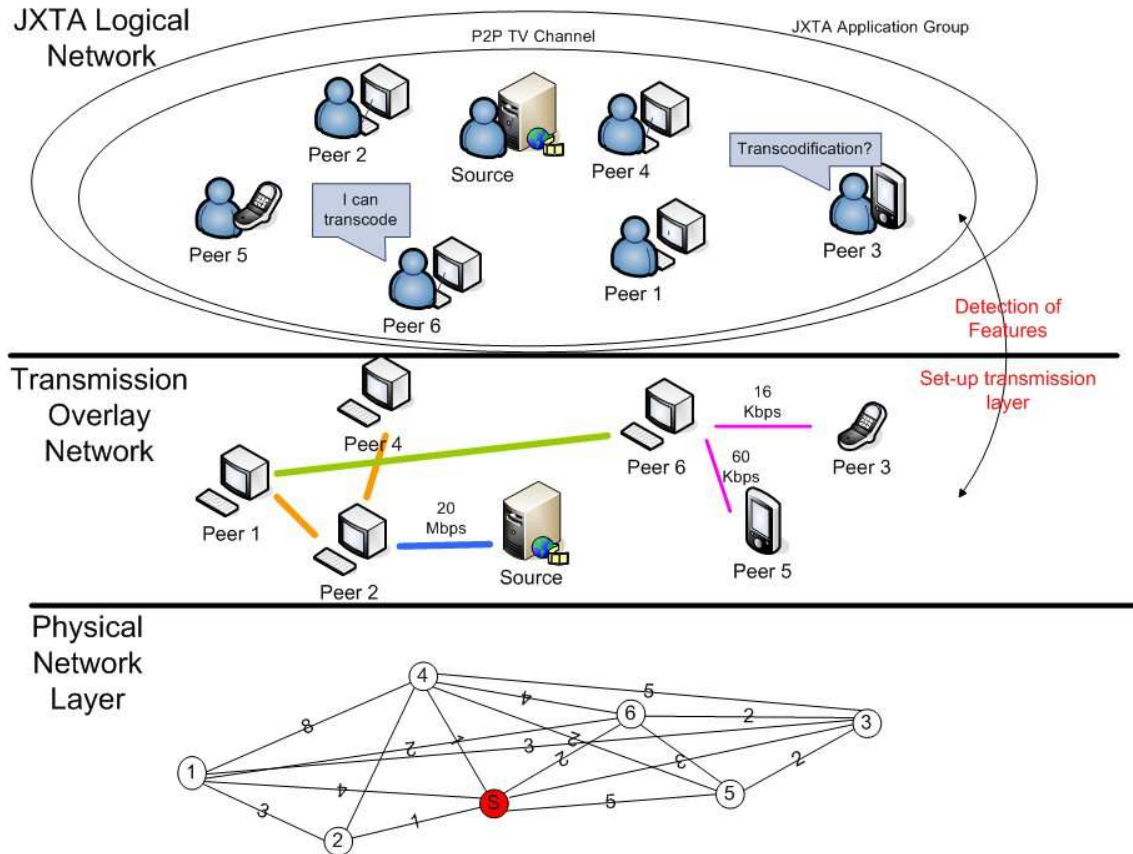 JXTA Logical
Network
P2P TV Channel
JXTA Application Group
Peer 2
Source
Peer 4
Transcodification?
Peer 5
I can
transcode
Peer 6
Peer 1
Peer 3
Detection of
Features
Transmission
Overlay
Network
Set-up transmission
layer
Peer 4
Peer 6
16
Kbps
Peer 3
60
Kbps
Peer 1
Peer 2
20
Mbps
Source
Peer 5
Physical
Network
Layer
4
5
8
4
6
2
3
2
3
2
1
2
1
3
2
4
S
5
5
3
1
2